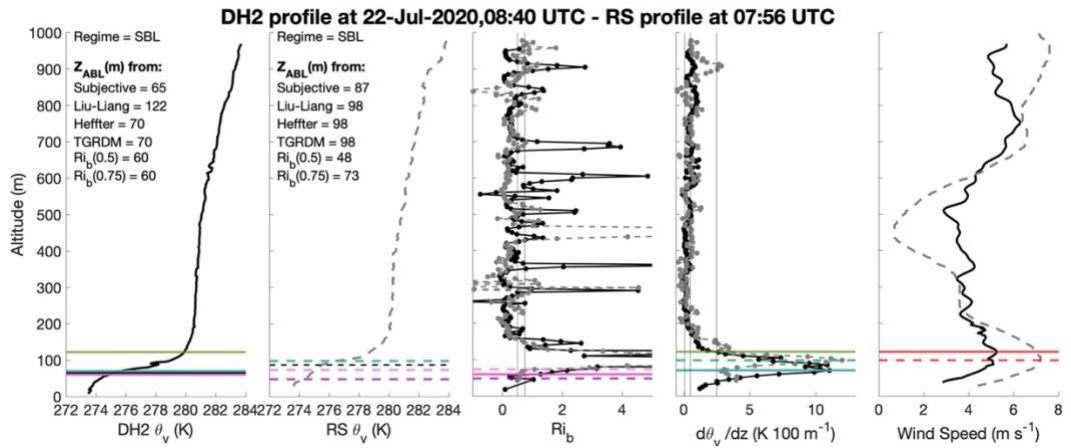 DH2 profile at 22-Jul-2020,08:40 UTC - RS profile at 07:56 UTC
Regime = SBL
Z_ABL(m) from:
Subjective = 65
Liu-Liang = 122
Heffter = 70
TGRDM = 70
Ri_b(0.5) = 60
Ri_b(0.75) = 60
Regime = SBL
Z_ABL(m) from:
Subjective = 87
Liu-Liang = 98
Heffter = 98
TGRDM = 98
Ri_b(0.5) = 48
Ri_b(0.75) = 73
Altitude (m)
1000
900
800
700
600
500
400
300
200
100
0
272 274 276 278 280 282 284
DH2 θ_v (K)
272 274 276 278 280 282 284
RS θ_v (K)
0 2 4
Ri_b
0 5 10
dθ_v/dz (K 100 m⁻¹)
0 2 4 6 8
Wind Speed (m s⁻¹)